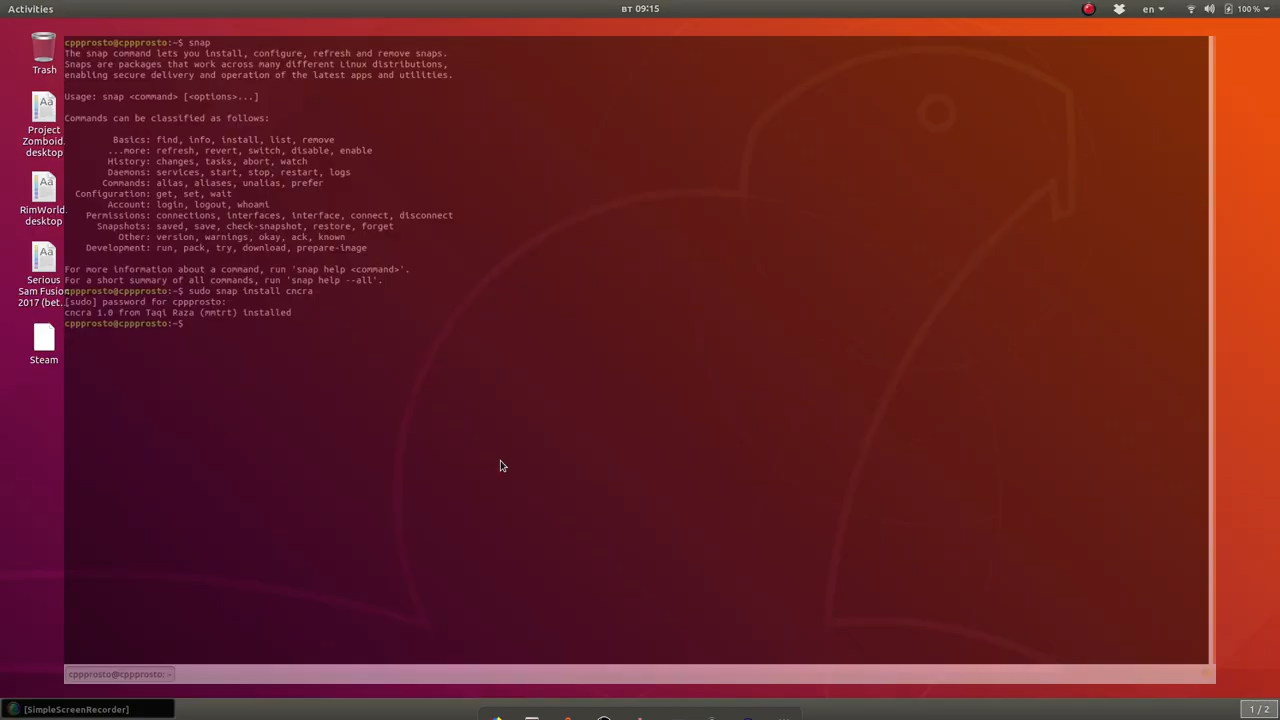 Activities
ВТ 09:15
en
100 %
Trash
Project
Zomboid.
desktop
RimWorld.
desktop
Serious
Sam Fusion
2017 (bet...
Steam
cppprosto@cppprosto:~$ snap
The snap command lets you install, configure, refresh and remove snaps.
Snaps are packages that work across many different Linux distributions,
enabling secure delivery and operation of the latest apps and utilities.
Usage: snap <command> [<options>...]
Commands can be classified as follows:
Basics: find, info, install, list, remove
...more: refresh, revert, switch, disable, enable
History: changes, tasks, abort, watch
Daemons: services, start, stop, restart, logs
Commands: alias, aliases, unalias, prefer
Configuration: get, set, wait
Account: login, logout, whoami
Permissions: connections, interfaces, interface, connect, disconnect
Snapshots: saved, save, check-snapshot, restore, forget
Other: version, warnings, okay, ack, known
Development: run, pack, try, download, prepare-image
For more information about a command, run 'snap help <command>'.
For a short summary of all commands, run 'snap help --all'.
cppprosto@cppprosto:~$ sudo snap install cncra
[sudo] password for cppprosto:
cncra 1.0 from Taqi Raza (mmtrt) installed
cppprosto@cppprosto:~$
cppprosto@cppprosto: ~
[SimpleScreenRecorder]
1 / 2